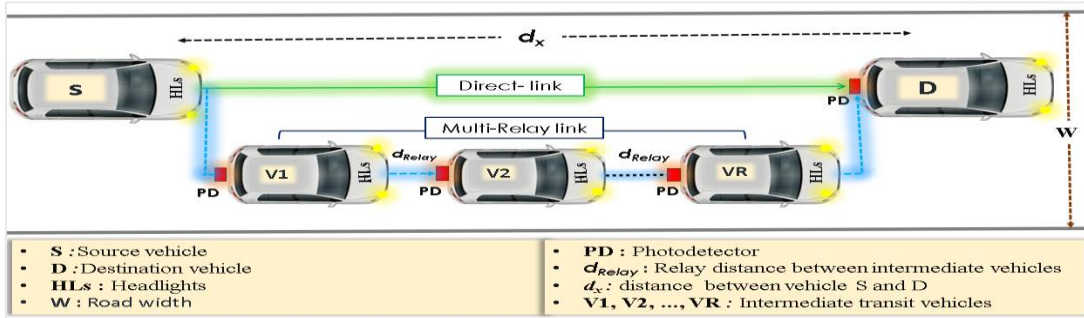 dx
S
HLs
Direct- link
PD
D
HLs
W
Multi-Relay link
dRelay
dRelay
PD
V1
HLs
PD
V2
HLs
PD
VR
HLs
• S : Source vehicle
• D : Destination vehicle
• HLs : Headlights
• W : Road width
• PD : Photodetector
• dRelay : Relay distance between intermediate vehicles
• dx : distance between vehicle S and D
• V1, V2, ..., VR : Intermediate transit vehicles